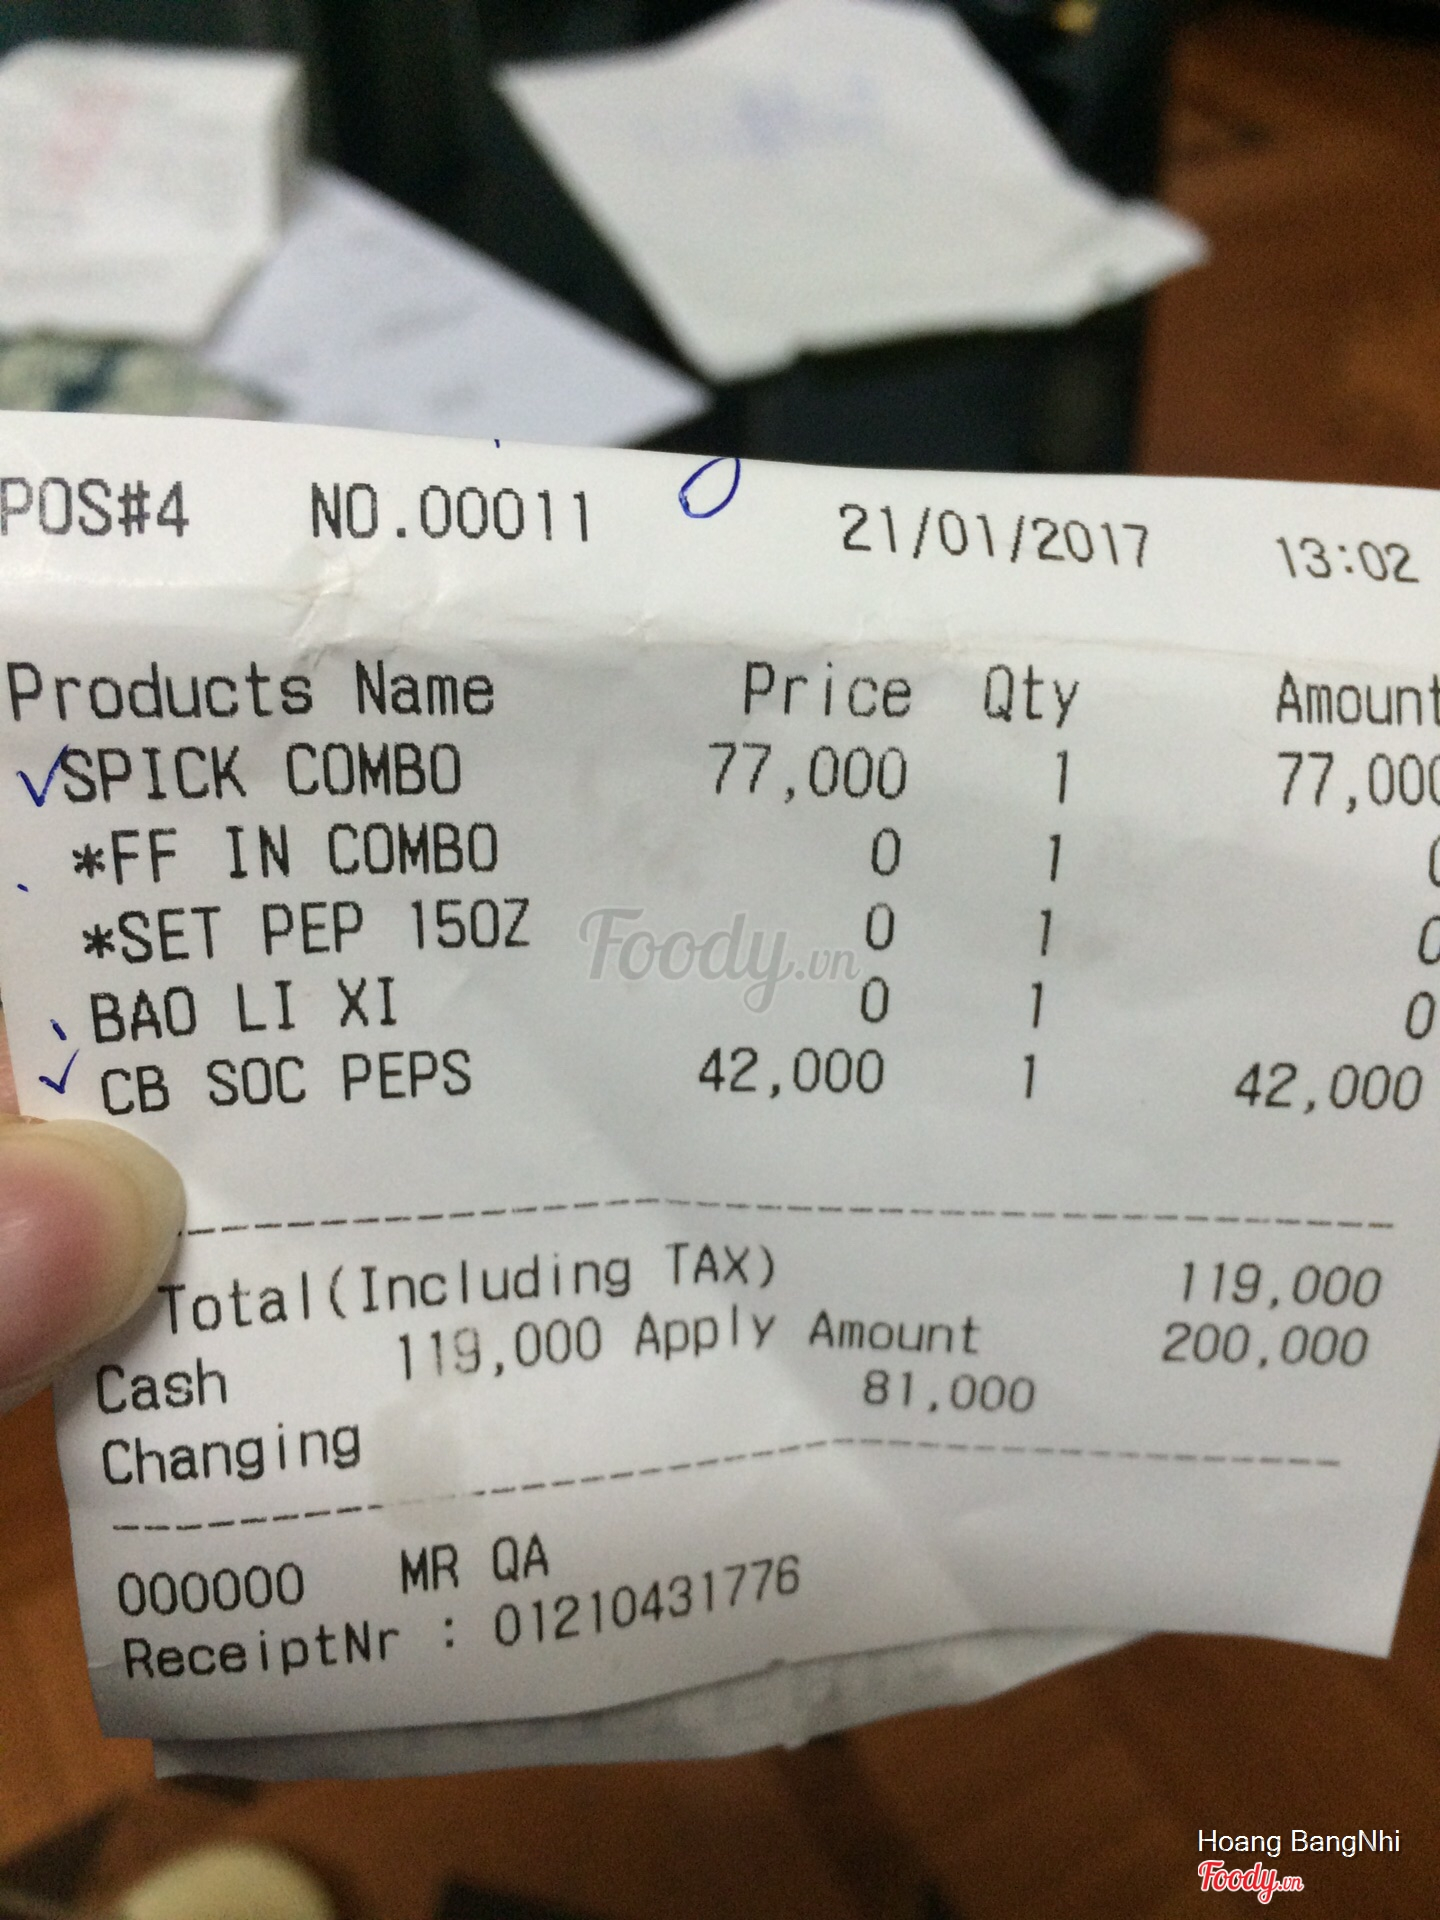 POS#4 NO.00011 21/01/2017 13:02
Products Name Price Qty Amount
SPICK COMBO 77,000 1 77,000
*FF IN COMBO 0 1 0
*SET PEP 15OZ 0 1 0
BAO LI XI 0 1 0
CB SOC PEPS 42,000 1 42,000
Total(Including TAX) 119,000
Cash 119,000 Apply Amount 200,000
Changing 81,000
000000 MR QA
ReceiptNr : 01210431776
Foody.vn
Hoang BangNhi
Foody.vn